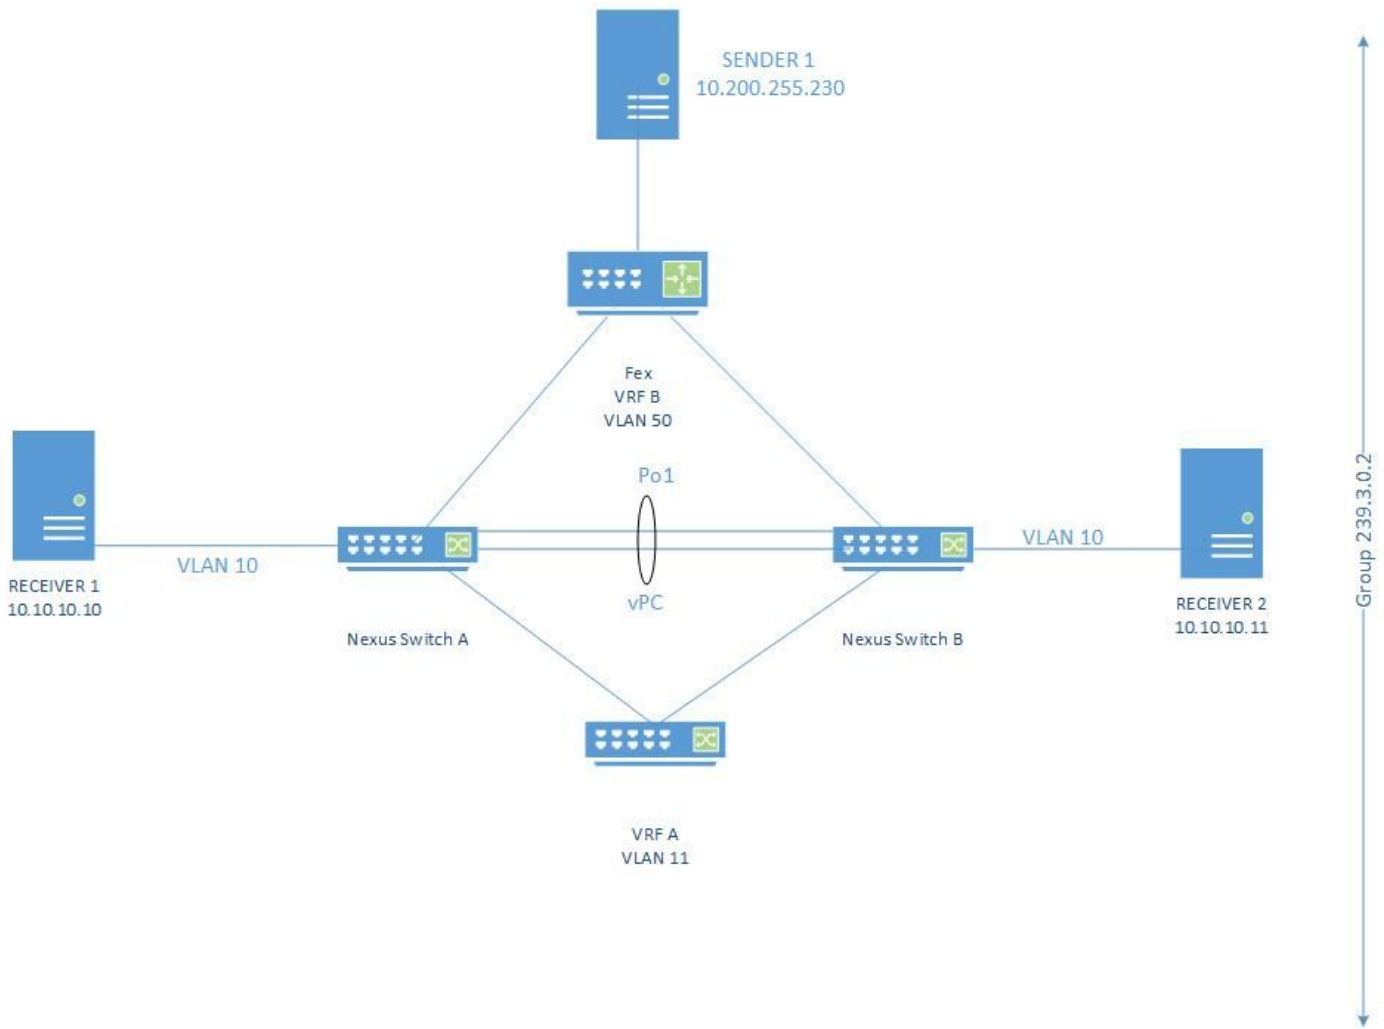 SENDER 1
10.200.255.230
Fex
VRF B
VLAN 50
Po1
VLAN 10
VLAN 10
vPC
RECEIVER 1
10.10.10.10
RECEIVER 2
10.10.10.11
Nexus Switch A
Nexus Switch B
VRF A
VLAN 11
Group 239.3.0.2